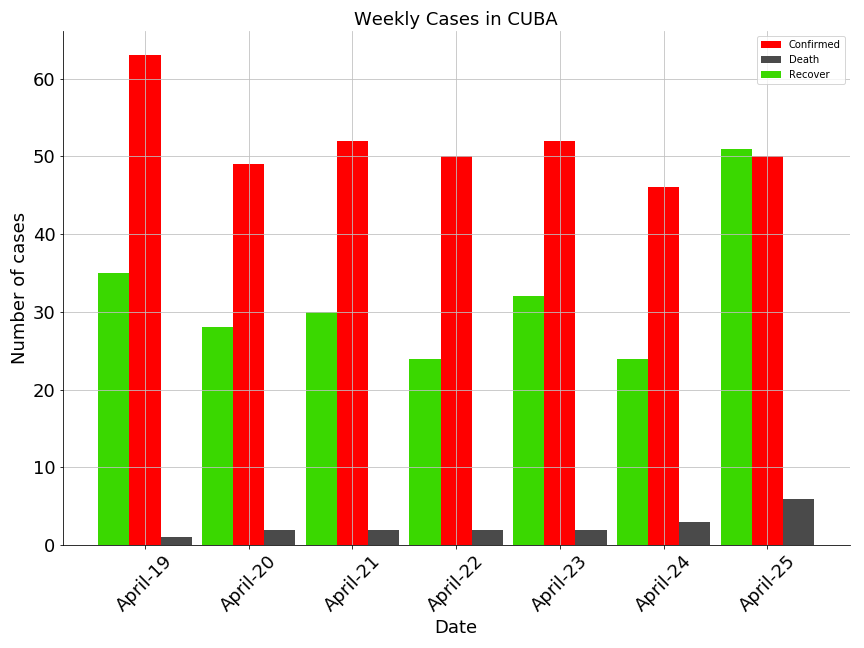 Weekly Cases in CUBA
Confirmed
Death
Recover
Number of cases
60
50
40
30
20
10
0
April-19
April-20
April-21
April-22
April-23
April-24
April-25
Date